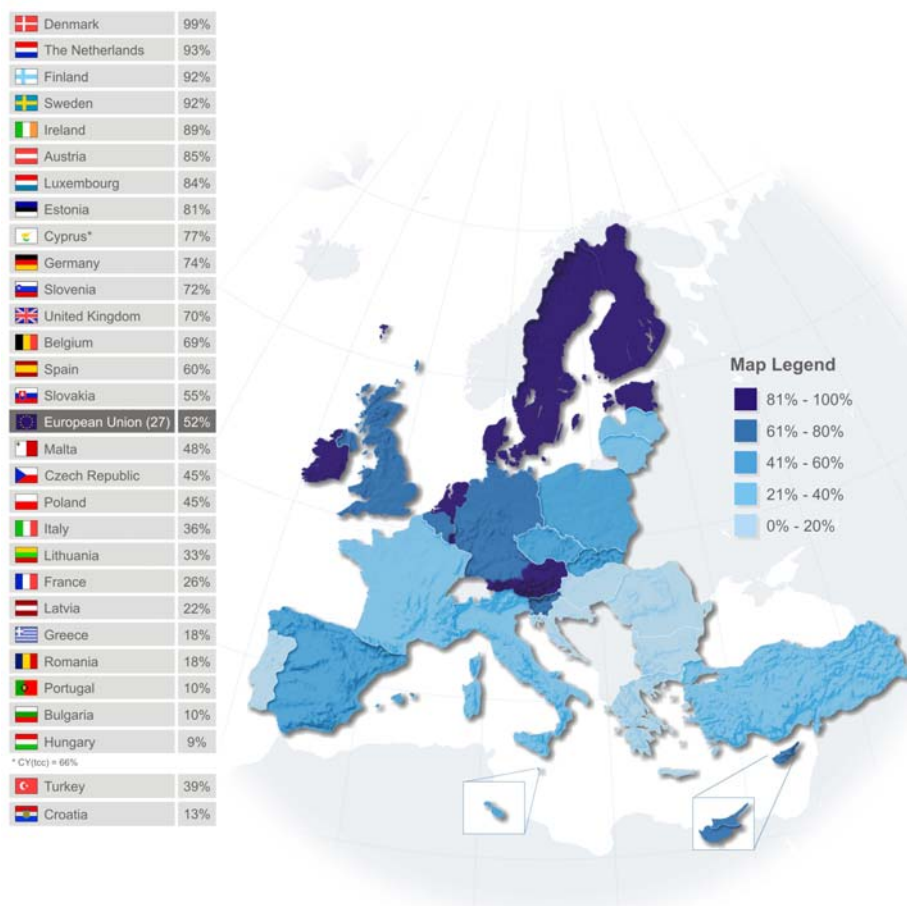 Denmark 99%
The Netherlands 93%
Finland 92%
Sweden 92%
Ireland 89%
Austria 85%
Luxembourg 84%
Estonia 81%
Cyprus* 77%
Germany 74%
Slovenia 72%
United Kingdom 70%
Belgium 69%
Spain 60%
Slovakia 55%
European Union (27) 52%
Malta 48%
Czech Republic 45%
Poland 45%
Italy 36%
Lithuania 33%
France 26%
Latvia 22%
Greece 18%
Romania 18%
Portugal 10%
Bulgaria 10%
Hungary 9%
* CY(tcc) = 66%
Turkey 39%
Croatia 13%
Map Legend
81% - 100%
61% - 80%
41% - 60%
21% - 40%
0% - 20%